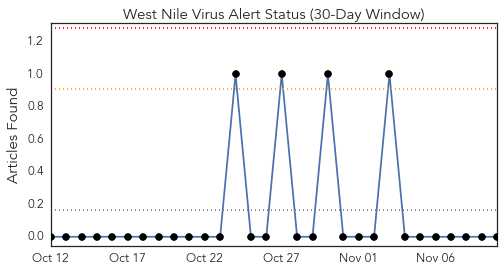 West Nile Virus Alert Status (30-Day Window)
Articles Found
1.2
1.0
0.8
0.6
0.4
0.2
0.0
Oct 12 Oct 17 Oct 22 Oct 27 Nov 01 Nov 06